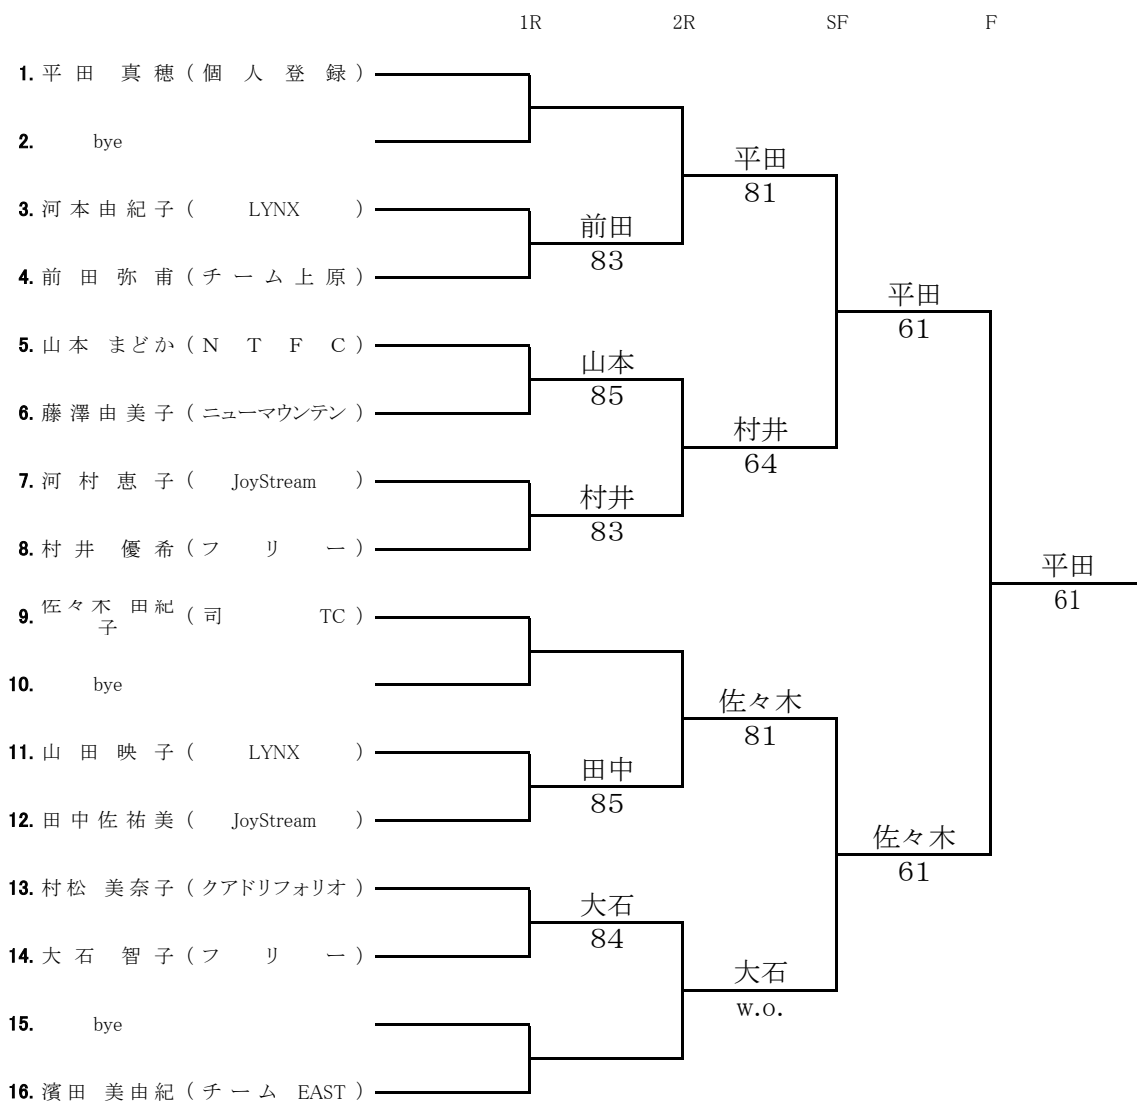 1R 2R SF F
1. 平田 真穂 (個人登録)
2. bye
平田
81
3. 河本由紀子 ( LYNX )
前田
83
4. 前田弥甫 (チーム上原)
平田
61
5. 山本 まどか (N T F C)
山本
85
6. 藤澤由美子 (ニューマウンテン)
村井
64
7. 河村恵子 ( JoyStream )
村井
83
8. 村井 優希 (フリー)
平田
61
9. 佐々木 由紀
子 (司 TC)
10. bye
佐々木
81
11. 山田映子 ( LYNX )
田中
85
12. 田中佐祐美 ( JoyStream )
佐々木
61
13. 村松 美奈子 (クアドリフォリオ)
大石
84
14. 大石 智子 (フリー)
大石
w.o.
15. bye
16. 濱田 美由紀 (チーム EAST)